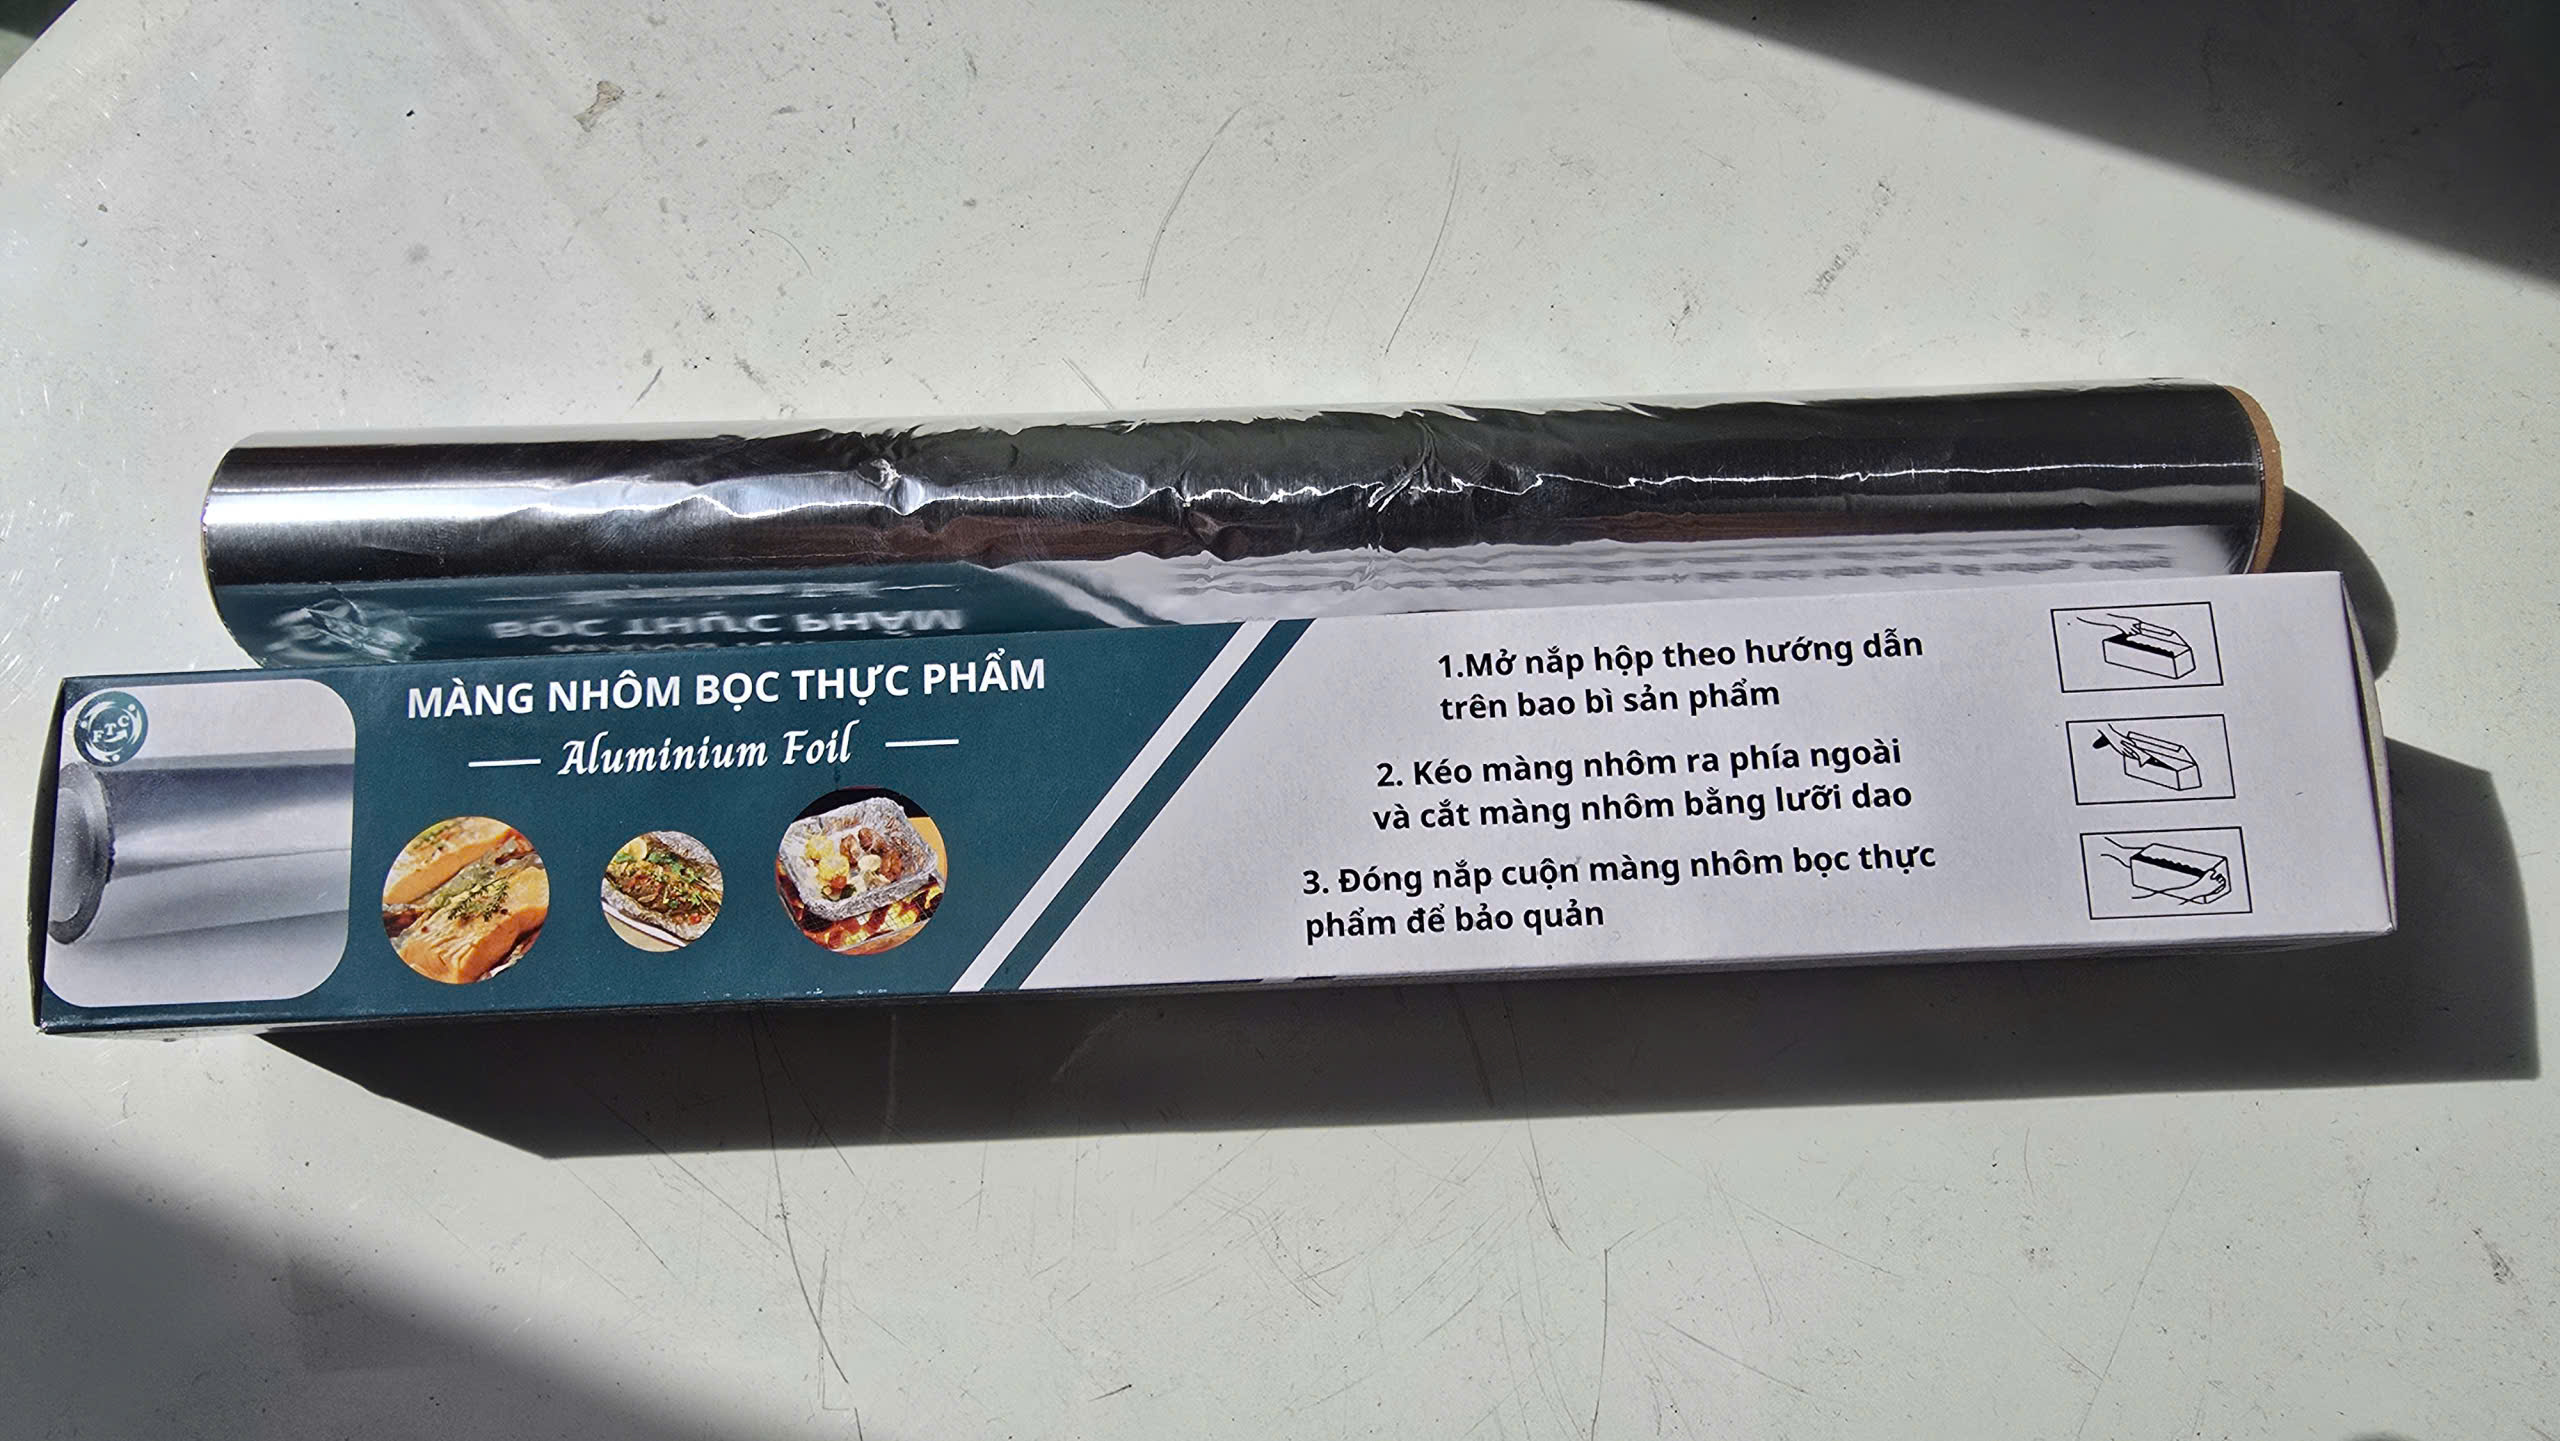 FTC
MÀNG NHÔM BỌC THỰC PHẨM
Aluminium Foil
1.Mở nắp hộp theo hướng dẫn
trên bao bì sản phẩm
2. Kéo màng nhôm ra phía ngoài
và cắt màng nhôm bằng lưỡi dao
3. Đóng nắp cuộn màng nhôm bọc thực
phẩm để bảo quản